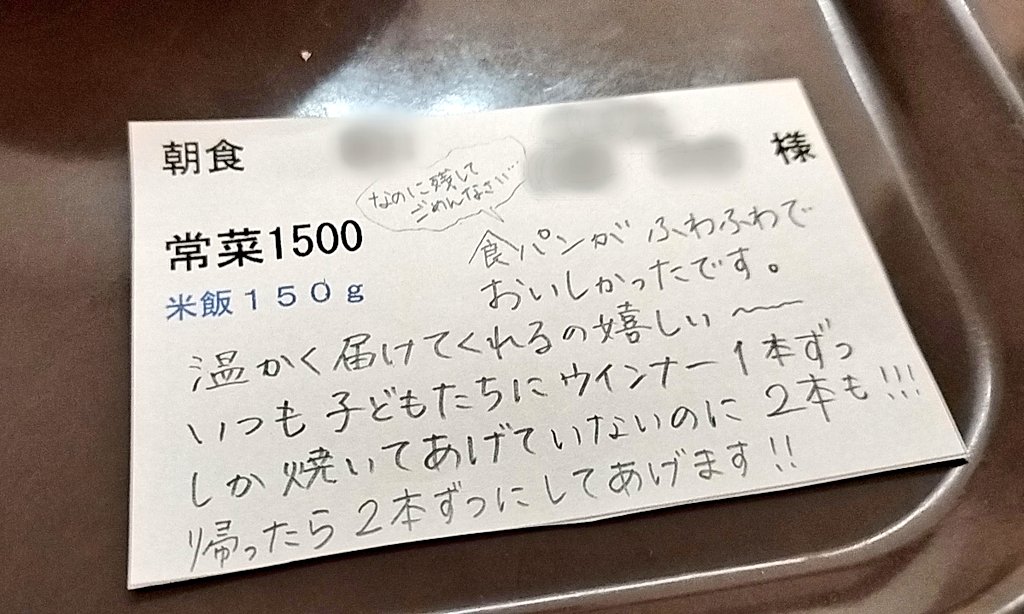 朝食
様
なのに残して
ごめんなさい…
常菜1500
米飯150g
食パンがふわふわで
おいしかったです。
温かく届けてくれるの嬉しい〜
いつも子どもたちにウインナー1本ずっ
しか焼いてあげていないのに2本も!!!
帰ったら2本ずつにしてあげます!!